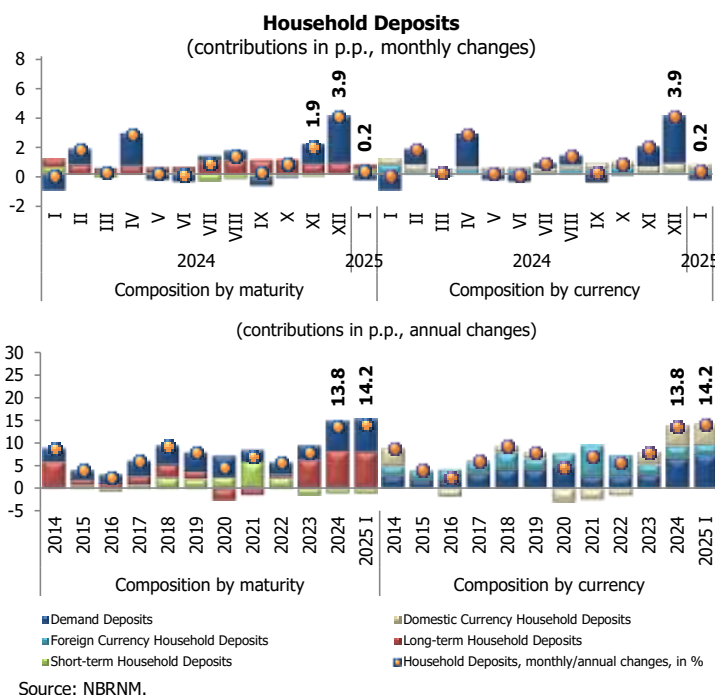 Household Deposits
(contributions in p.p., monthly changes)
8
6
4
2
0
-2
1.9
3.9
0.2
3.9
0.2
I II III IV V VI VII VIII IX X XI XII I I II III IV V VI VII VIII IX X XI XII I
2024 2025 2024 2025
Composition by maturity Composition by currency
(contributions in p.p., annual changes)
30
25
20
15
10
5
0
-5
13.8
14.2
13.8
14.2
2014 2015 2016 2017 2018 2019 2020 2021 2022 2023 2024 2025 I 2014 2015 2016 2017 2018 2019 2020 2021 2022 2023 2024 2025 I
Composition by maturity Composition by currency
Demand Deposits Domestic Currency Household Deposits
Foreign Currency Household Deposits Long-term Household Deposits
Short-term Household Deposits Household Deposits, monthly/annual changes, in %
Source: NBRNM.